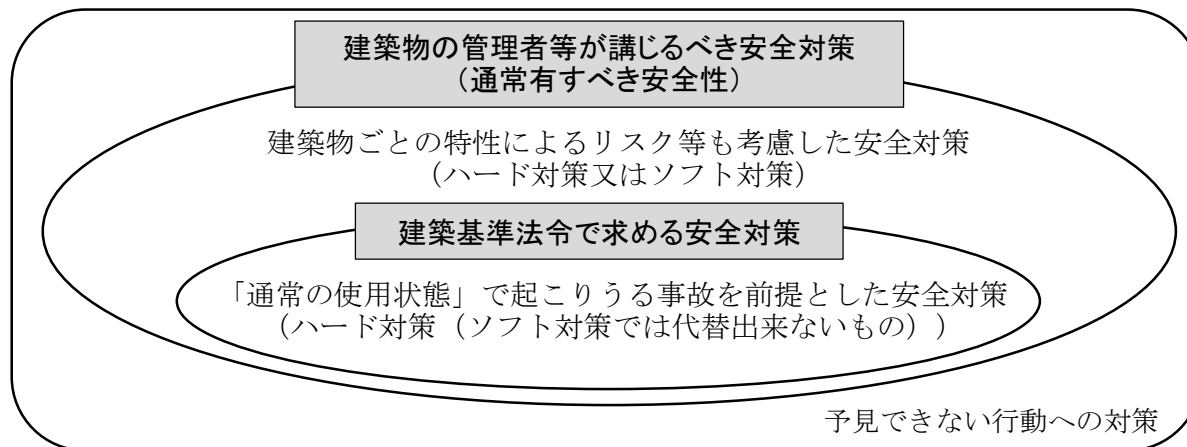 建築物の管理者等が講じるべき安全対策
（通常有すべき安全性）
建築物ごとの特性によるリスク等も考慮した安全対策
（ハード対策又はソフト対策）
建築基準法令で求める安全対策
「通常の使用状態」で起こりうる事故を前提とした安全対策
（ハード対策（ソフト対策では代替出来ないもの））
予見できない行動への対策